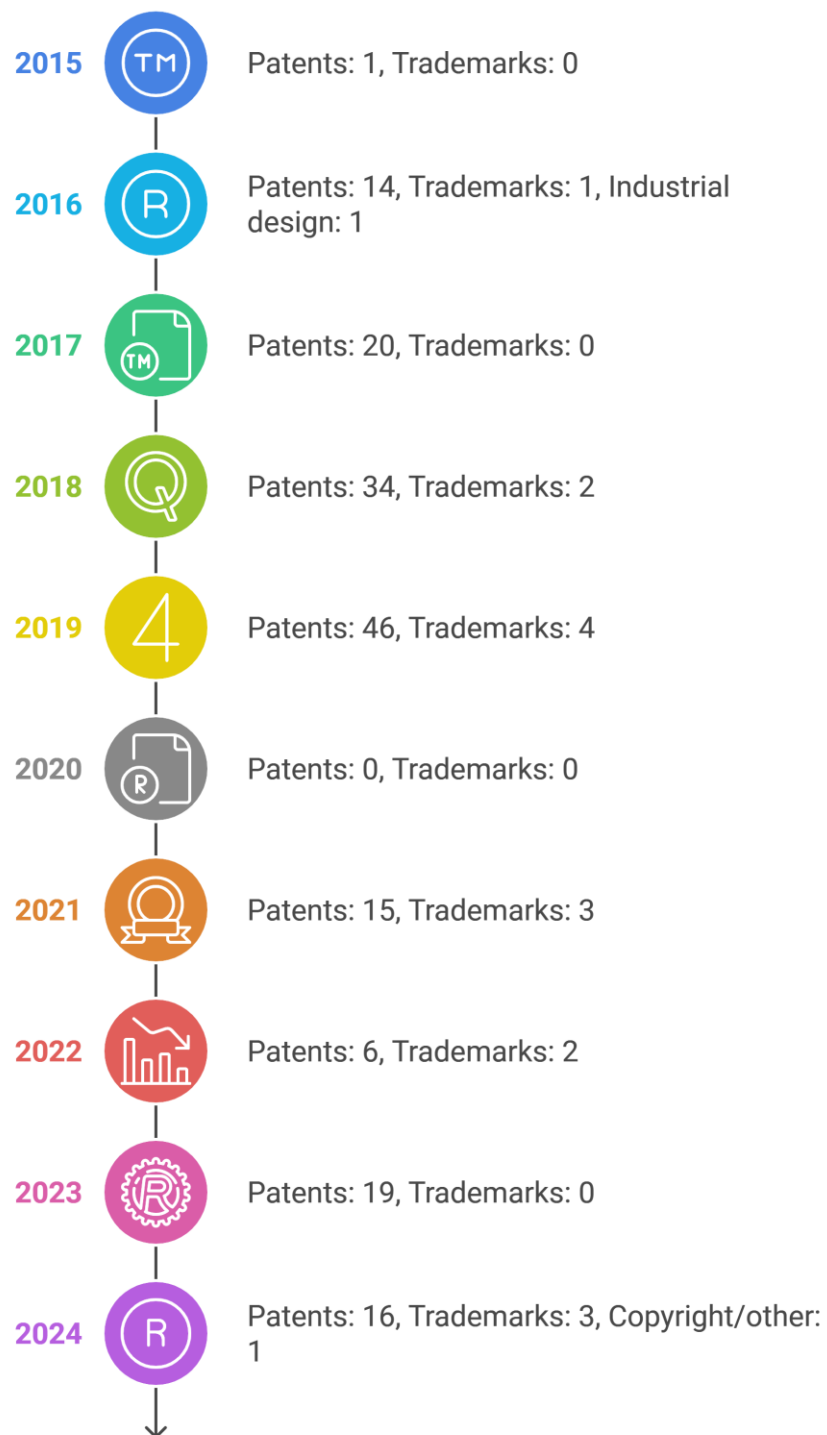 2015
TM
Patents: 1, Trademarks: 0
2016
R
Patents: 14, Trademarks: 1, Industrial
design: 1
2017
TM
Patents: 20, Trademarks: 0
2018
Q
Patents: 34, Trademarks: 2
2019
4
Patents: 46, Trademarks: 4
2020
R
Patents: 0, Trademarks: 0
2021
Patents: 15, Trademarks: 3
2022
Patents: 6, Trademarks: 2
2023
R
Patents: 19, Trademarks: 0
2024
R
Patents: 16, Trademarks: 3, Copyright/other:
1